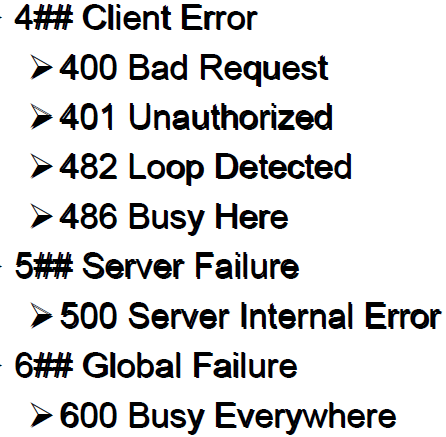 4## Client Error
400 Bad Request
401 Unauthorized
482 Loop Detected
486 Busy Here
5## Server Failure
500 Server Internal Error
6## Global Failure
600 Busy Everywhere